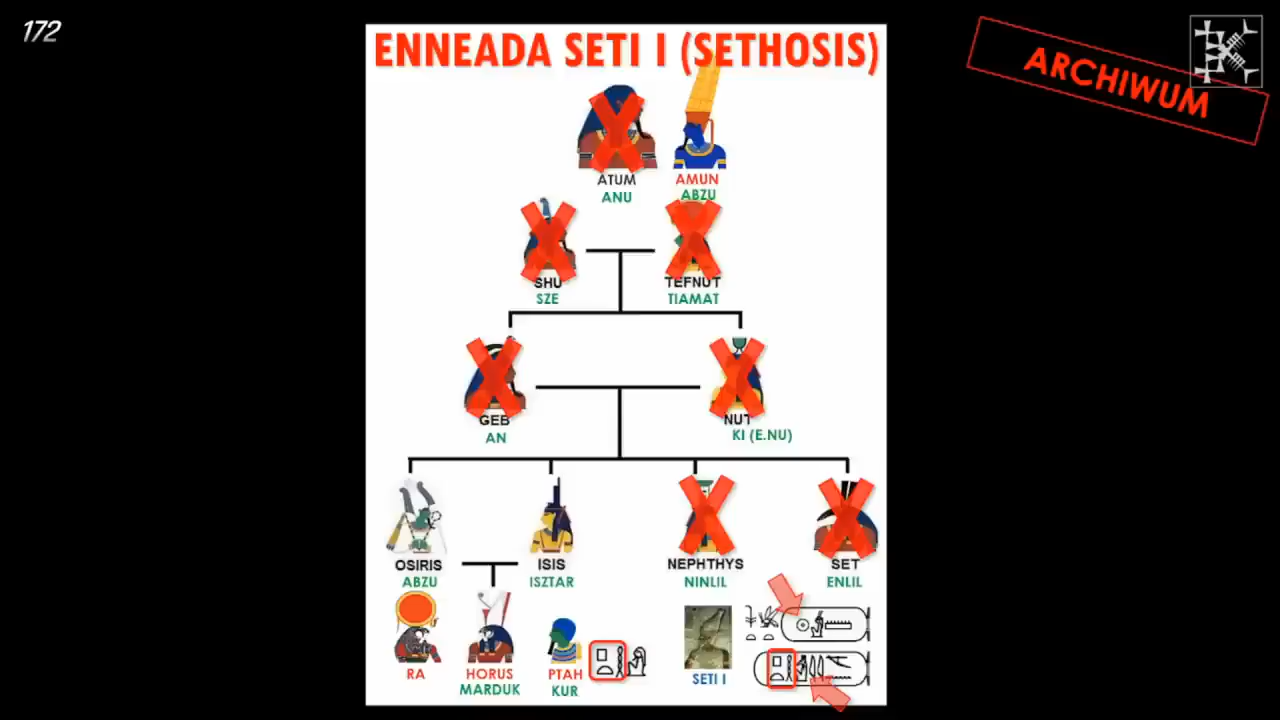 172
ENNEADA SETI I (SETHOSIS)
ARCHIWUM
ATUM
ANU
AMUN
ABZU
SHU
SZE
TEFNUT
TIAMAT
GEB
AN
NUT
KI (E.NU)
OSIRIS
ABZU
ISIS
ISZTAR
NEPHTHYS
NINLIL
SET
ENLIL
RA
HORUS
MARDUK
PTAH
KUR
SETI I